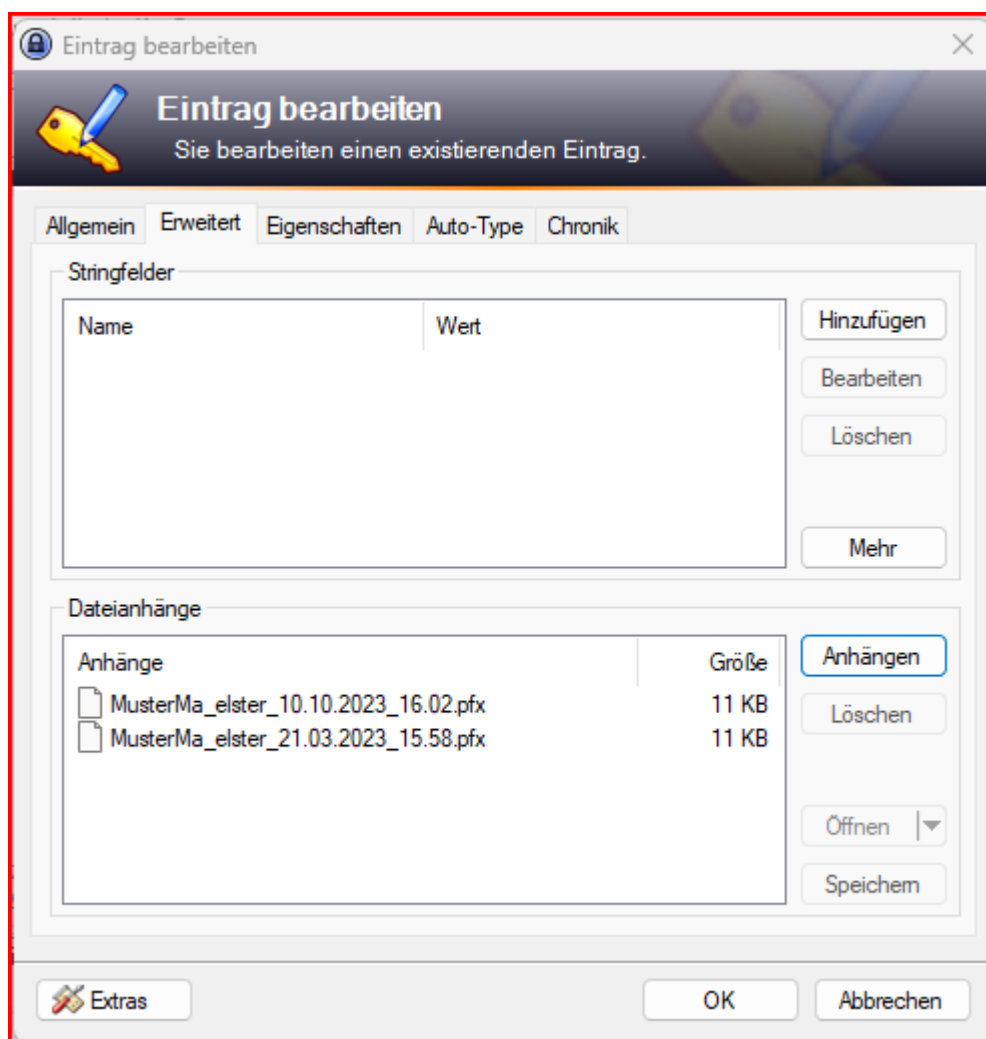 Eintrag bearbeiten
Eintrag bearbeiten
Sie bearbeiten einen existierenden Eintrag.
Allgemein Erweitert Eigenschaften Auto-Type Chronik
Stringfelder
Name Wert
Hinzufügen
Bearbeiten
Löschen
Mehr
Dateianhänge
Anhänge Größe
MusterMa_elster_10.10.2023_16.02.pfx 11 KB
MusterMa_elster_21.03.2023_15.58.pfx 11 KB
Anhängen
Löschen
Öffnen
Speichern
Extras OK Abbrechen